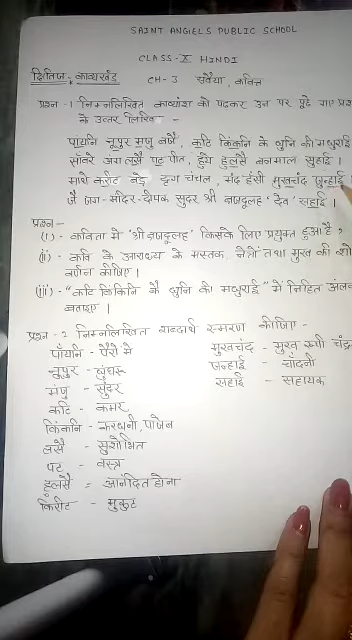 SAINT ANGIELS PUBLIC SCHOOL
CLASS-X HINDI
क्षितिज : काव्यखंड
CH-3 सवैया, कवित्त
प्रश्न-1 निम्नलिखित काव्यांश को पढ़कर उन पर पूछे गए प्रश्न
के उत्तर लिखिए -
पाँयनि नूपुर मंजु बजैं, कटि किंकिनि के धुनि की मधुराई
साँवरे अंग लसै पट पीत, हिये हुलसै बनमाल सुहाई।
माथे किरीट बड़े दृग चंचल, मंद हँसी मुखचंद जुन्हाई
जै जग-मंदिर-दीपक सुंदर श्री ब्रजदूलह 'देव' सहाई।
प्रश्न-
(i)- कविता में 'श्री ब्रजदूलह' किसके लिए प्रयुक्त हुआ है,
(ii)- कवि के आराध्य के मस्तक, नेत्रों तथा मुख की
वर्णन कीजिए।
(iii)- "कटि किंकिनि कै धुनि की मधुराई" में निहित
बताइए।
प्रश्न-2 निम्नलिखित शब्दार्थ स्मरण कीजिए-
पाँयनि - पैरों में
मुखचंद - मुख रूपी
नूपुर - घुंघरू
जुन्हाई - चाँदनी
मंजु - सुंदर
सहाई - सहायक
कटि - कमर
किंकनि - करधनी, पाजेब
लसै - सुशोभित
पट - वस्त्र
हुलसै = आनंदित होना
किरीट - मुकुट